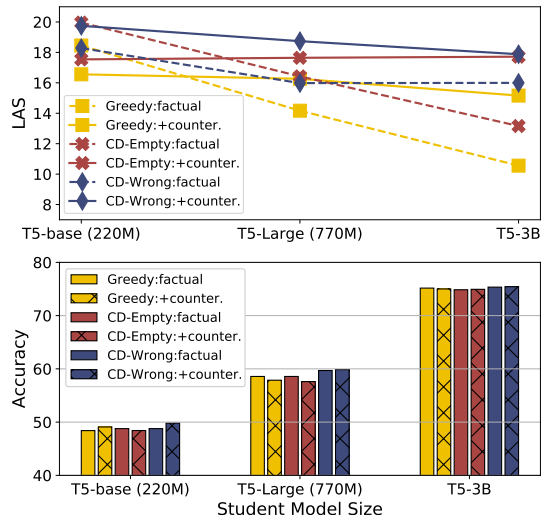 20
18
16
14
12
10
8
LAS
Greedy:factual
Greedy:+counter.
CD-Empty:factual
CD-Empty:+counter.
CD-Wrong:factual
CD-Wrong:+counter.
T5-base (220M)
T5-Large (770M)
T5-3B
80
70
60
50
40
Accuracy
Greedy:factual
Greedy:+counter.
CD-Empty:factual
CD-Empty:+counter.
CD-Wrong:factual
CD-Wrong:+counter.
T5-base (220M)
T5-Large (770M)
T5-3B
Student Model Size